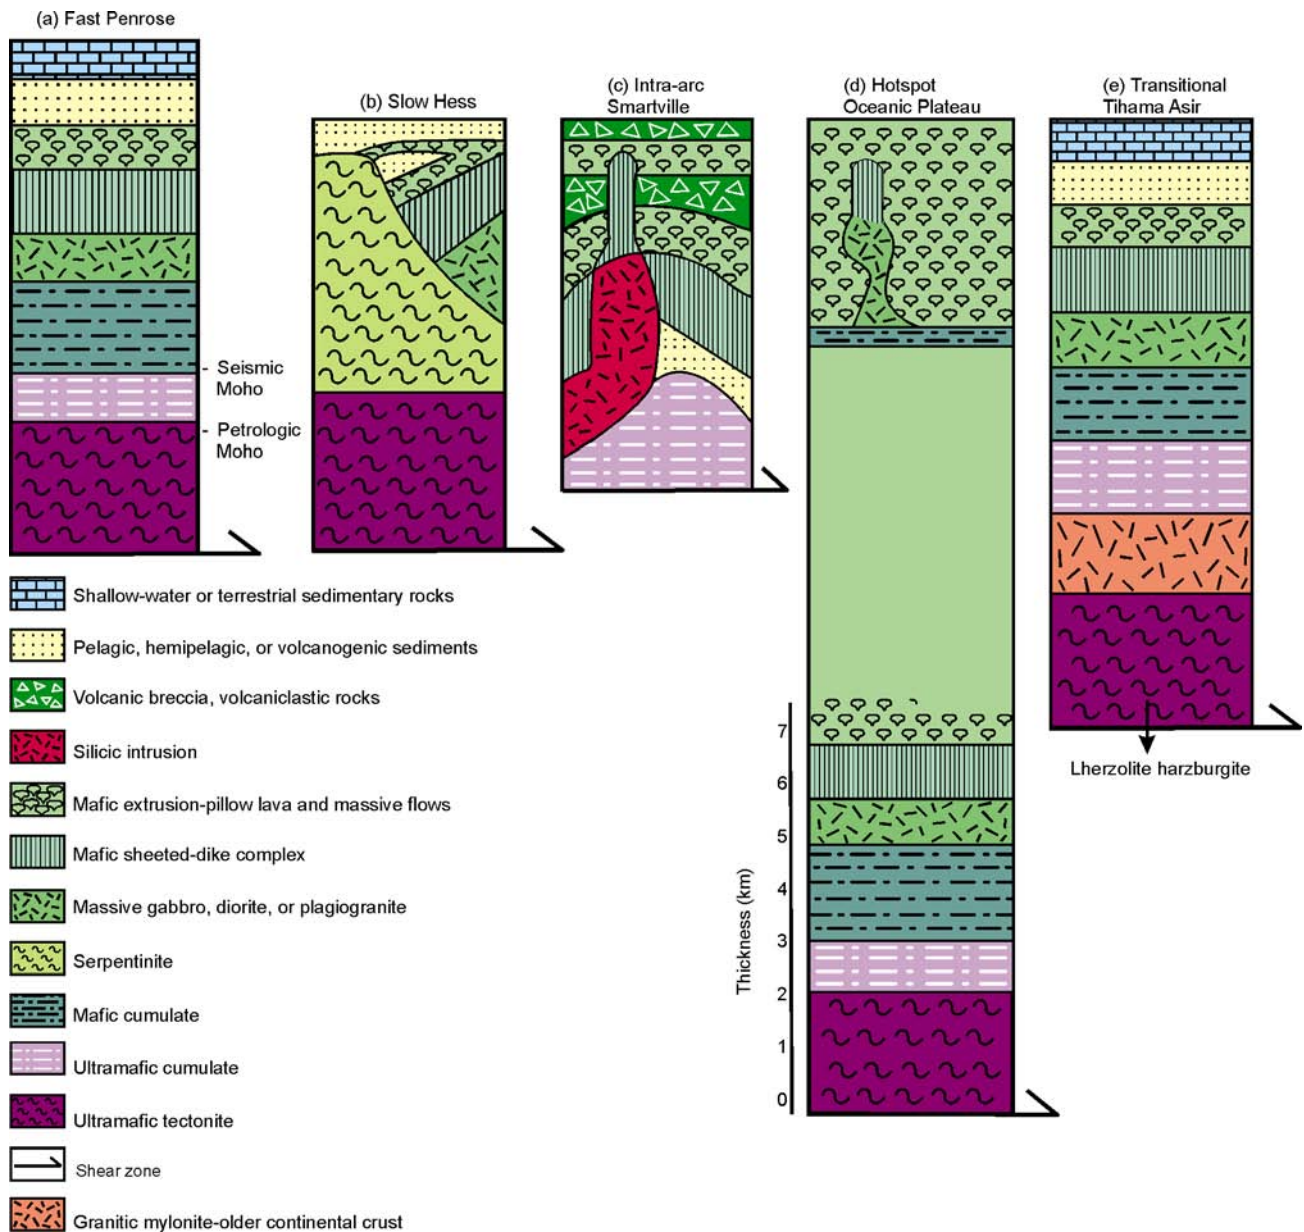 (a) Fast Penrose
(b) Slow Hess
(c) Intra-arc
Smartville
(d) Hotspot
Oceanic Plateau
(e) Transitional
Tihama Asir
- Seismic
Moho
- Petrologic
Moho
Lherzolite harzburgite
Thickness (km)
7
6
5
4
3
2
1
0
Shallow-water or terrestrial sedimentary rocks
Pelagic, hemipelagic, or volcanogenic sediments
Volcanic breccia, volcaniclastic rocks
Silicic intrusion
Mafic extrusion-pillow lava and massive flows
Mafic sheeted-dike complex
Massive gabbro, diorite, or plagiogranite
Serpentinite
Mafic cumulate
Ultramafic cumulate
Ultramafic tectonite
Shear zone
Granitic mylonite-older continental crust